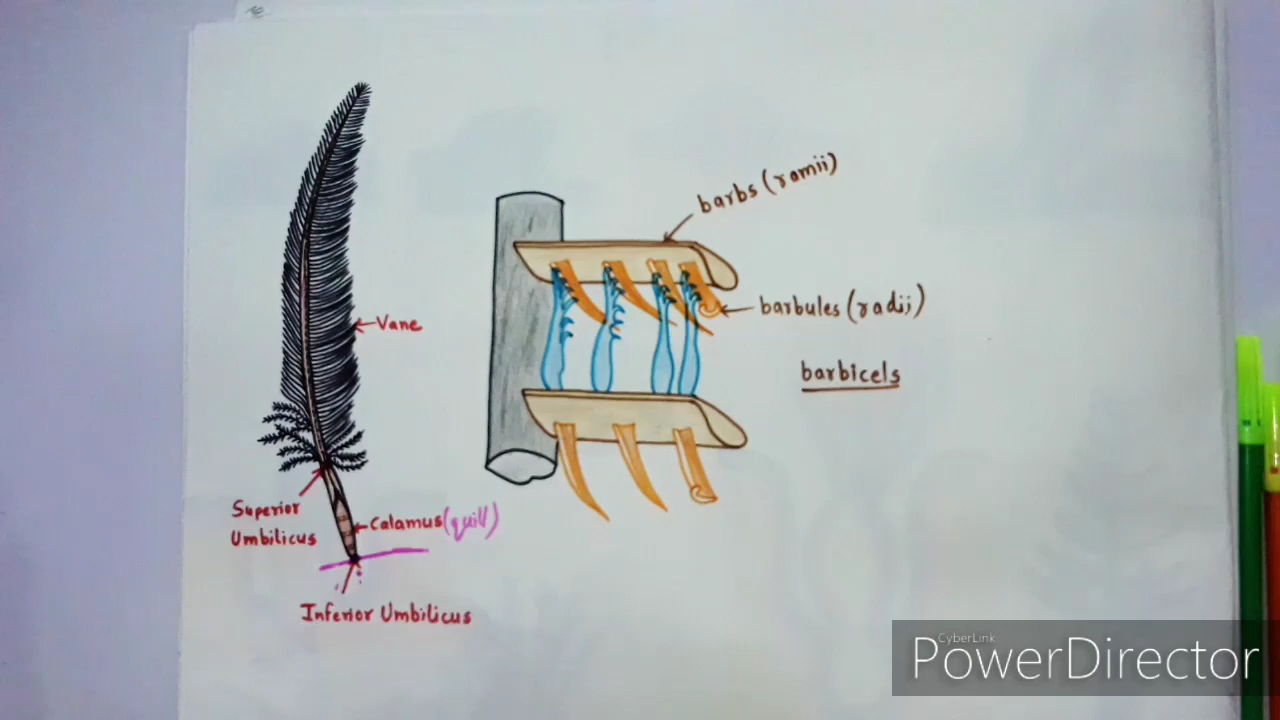 barbs (ramii)
barbules (radii)
Vane
barbicels
Superior
Umbilicus
Calamus (quill)
Inferior Umbilicus
CyberLink
PowerDirector